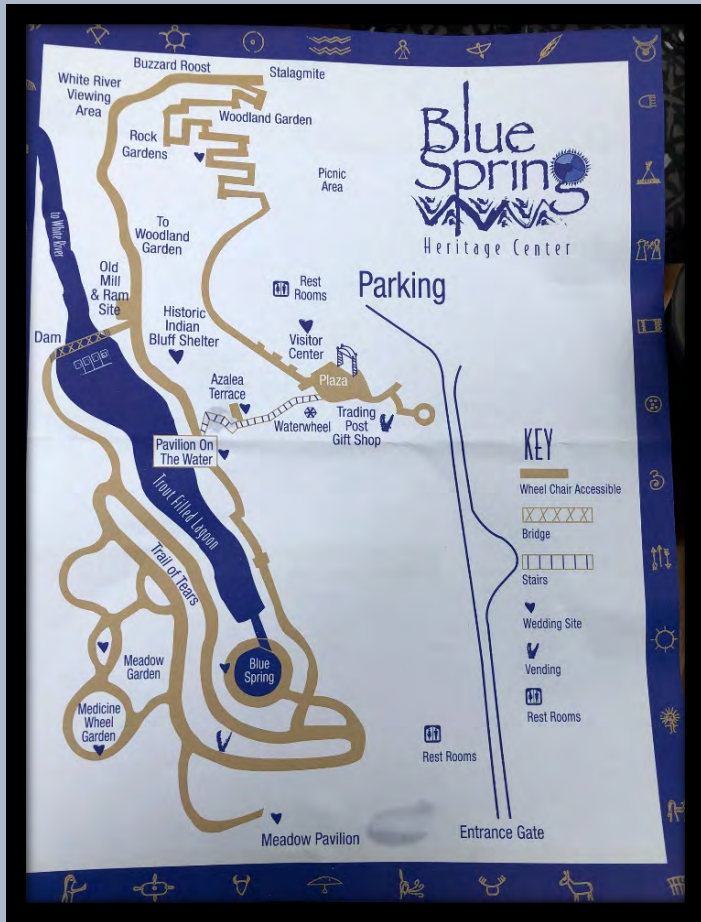 Buzzard Roost
Stalagmite
White River
Viewing
Area
Woodland Garden
Rock
Gardens
Picnic
Area
Blue
Spring
Heritage Center
to White River
To
Woodland
Garden
Old
Mill
& Ram
Site
Rest
Rooms
Parking
Historic
Indian
Bluff Shelter
Visitor
Center
Dam
Azalea
Terrace
Plaza
Waterwheel
Trading
Post
Gift Shop
Pavilion On
The Water
KEY
Wheel Chair Accessible
Bridge
Stairs
Wedding Site
Vending
Rest Rooms
Trout Filled Lagoon
Trail of Tears
Meadow
Garden
Blue
Spring
Medicine
Wheel
Garden
Rest Rooms
Meadow Pavilion
Entrance Gate